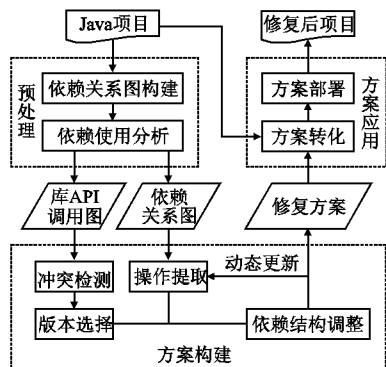 Java项目
修复后项目
预处理
依赖关系图构建
依赖使用分析
方案部署
方案转化
方案应用
库API
调用图
依赖
关系图
修复方案
冲突检测
操作提取
动态更新
版本选择
依赖结构调整
方案构建